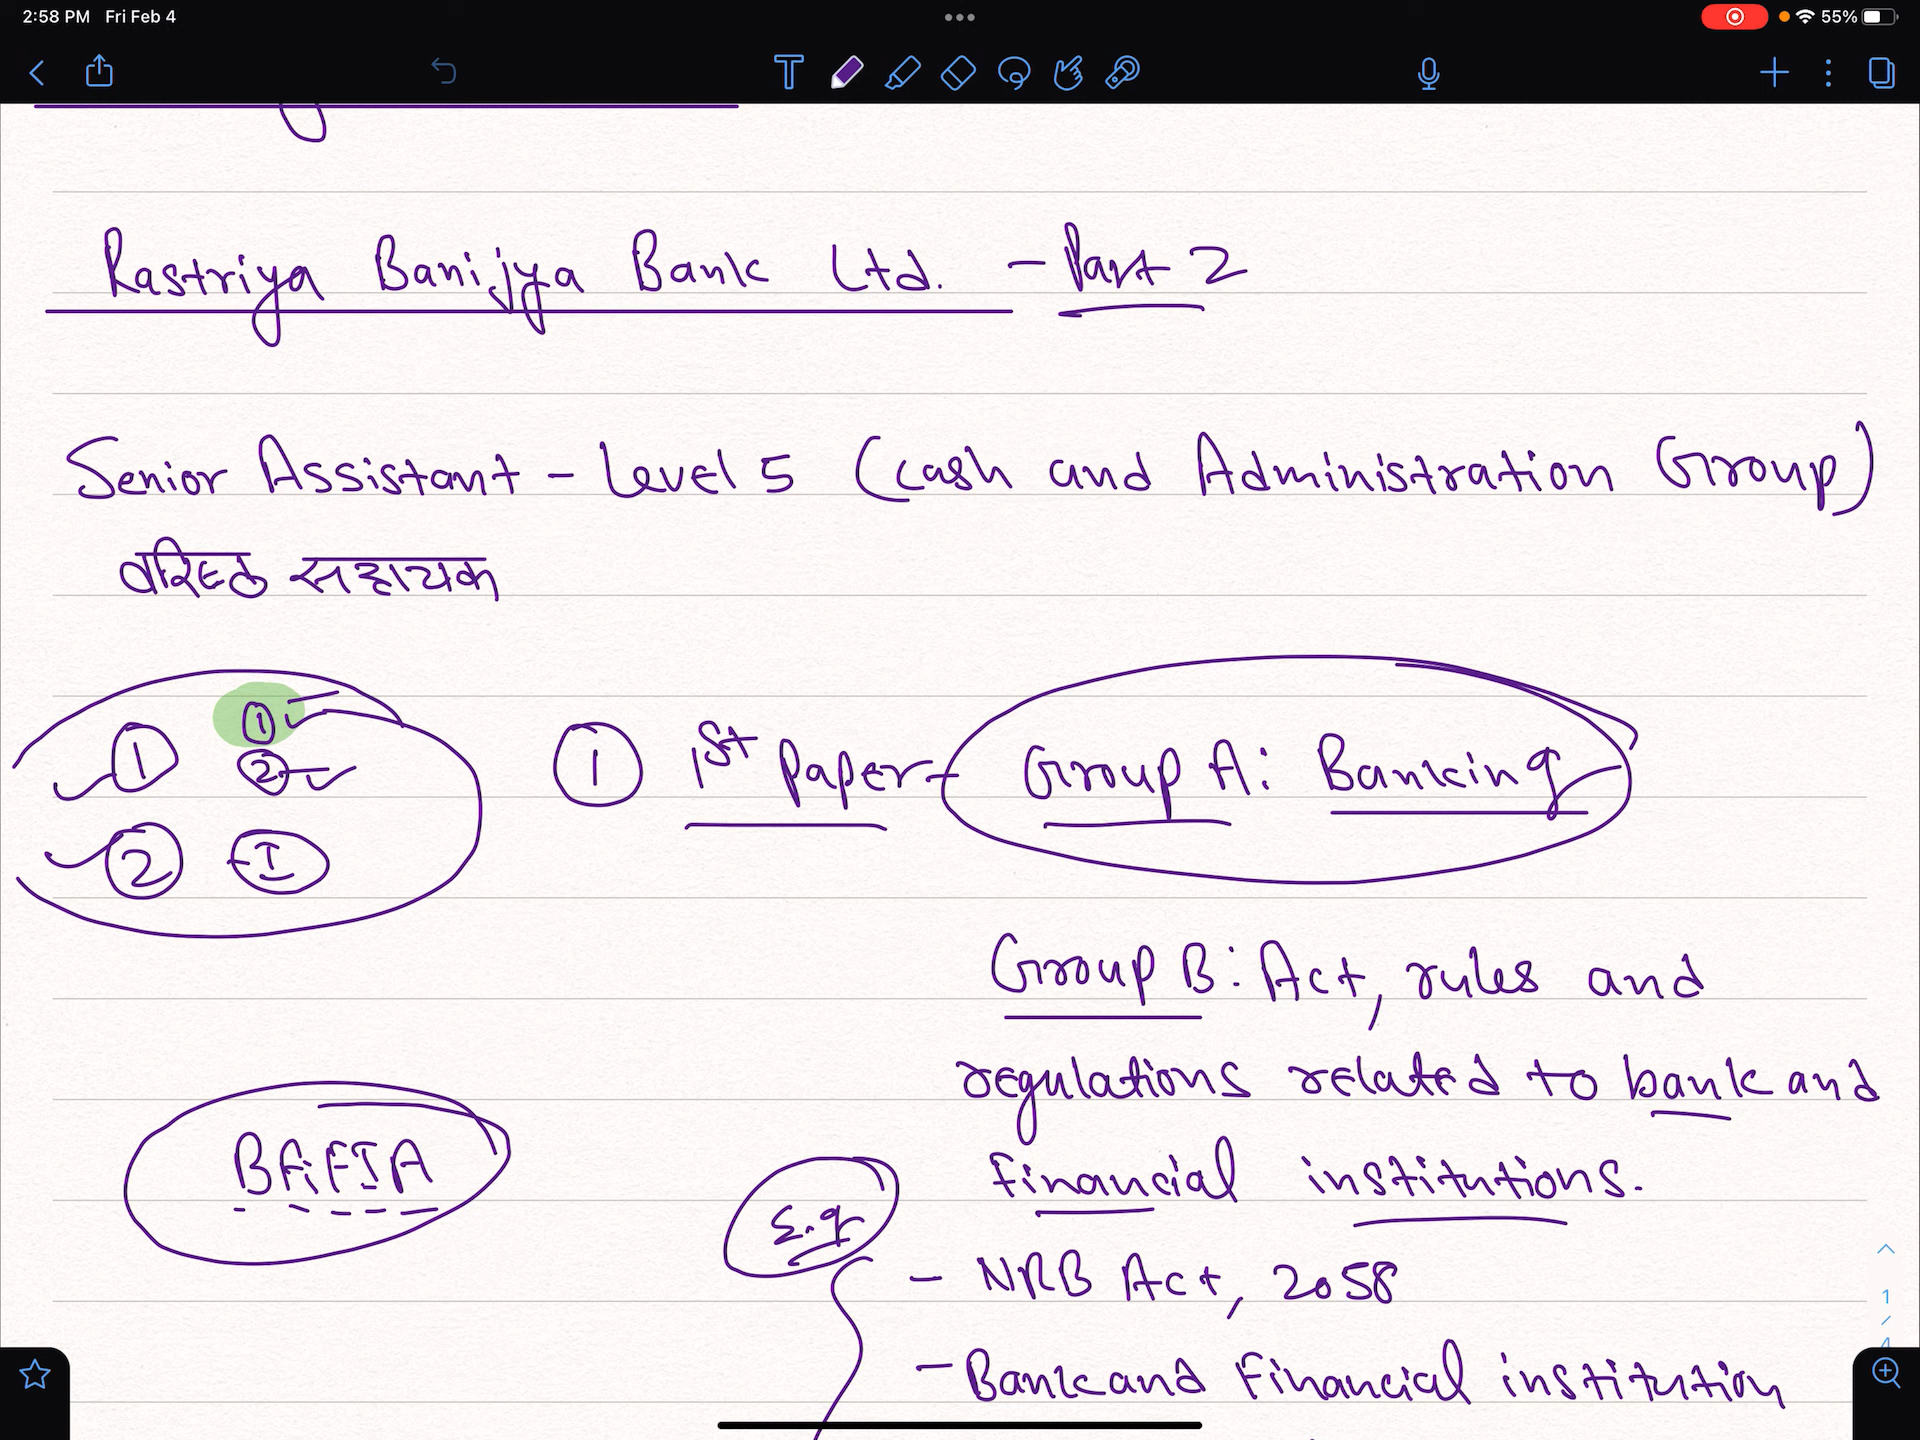 2:58 PM Fri Feb 4
55%
Rastriya Banijya Bank Ltd. - Part 2
Senior Assistant - Level 5 (Cash and Administration Group)
वरिष्ठ सहायक
1 1
2
2 I
1 1st Paper - Group A: Banking
Group B: Act, rules and
regulations related to bank and
Financial institutions.
BAFIA
E.g
- NRB Act, 2058
- Bank and Financial institution
1
/
4